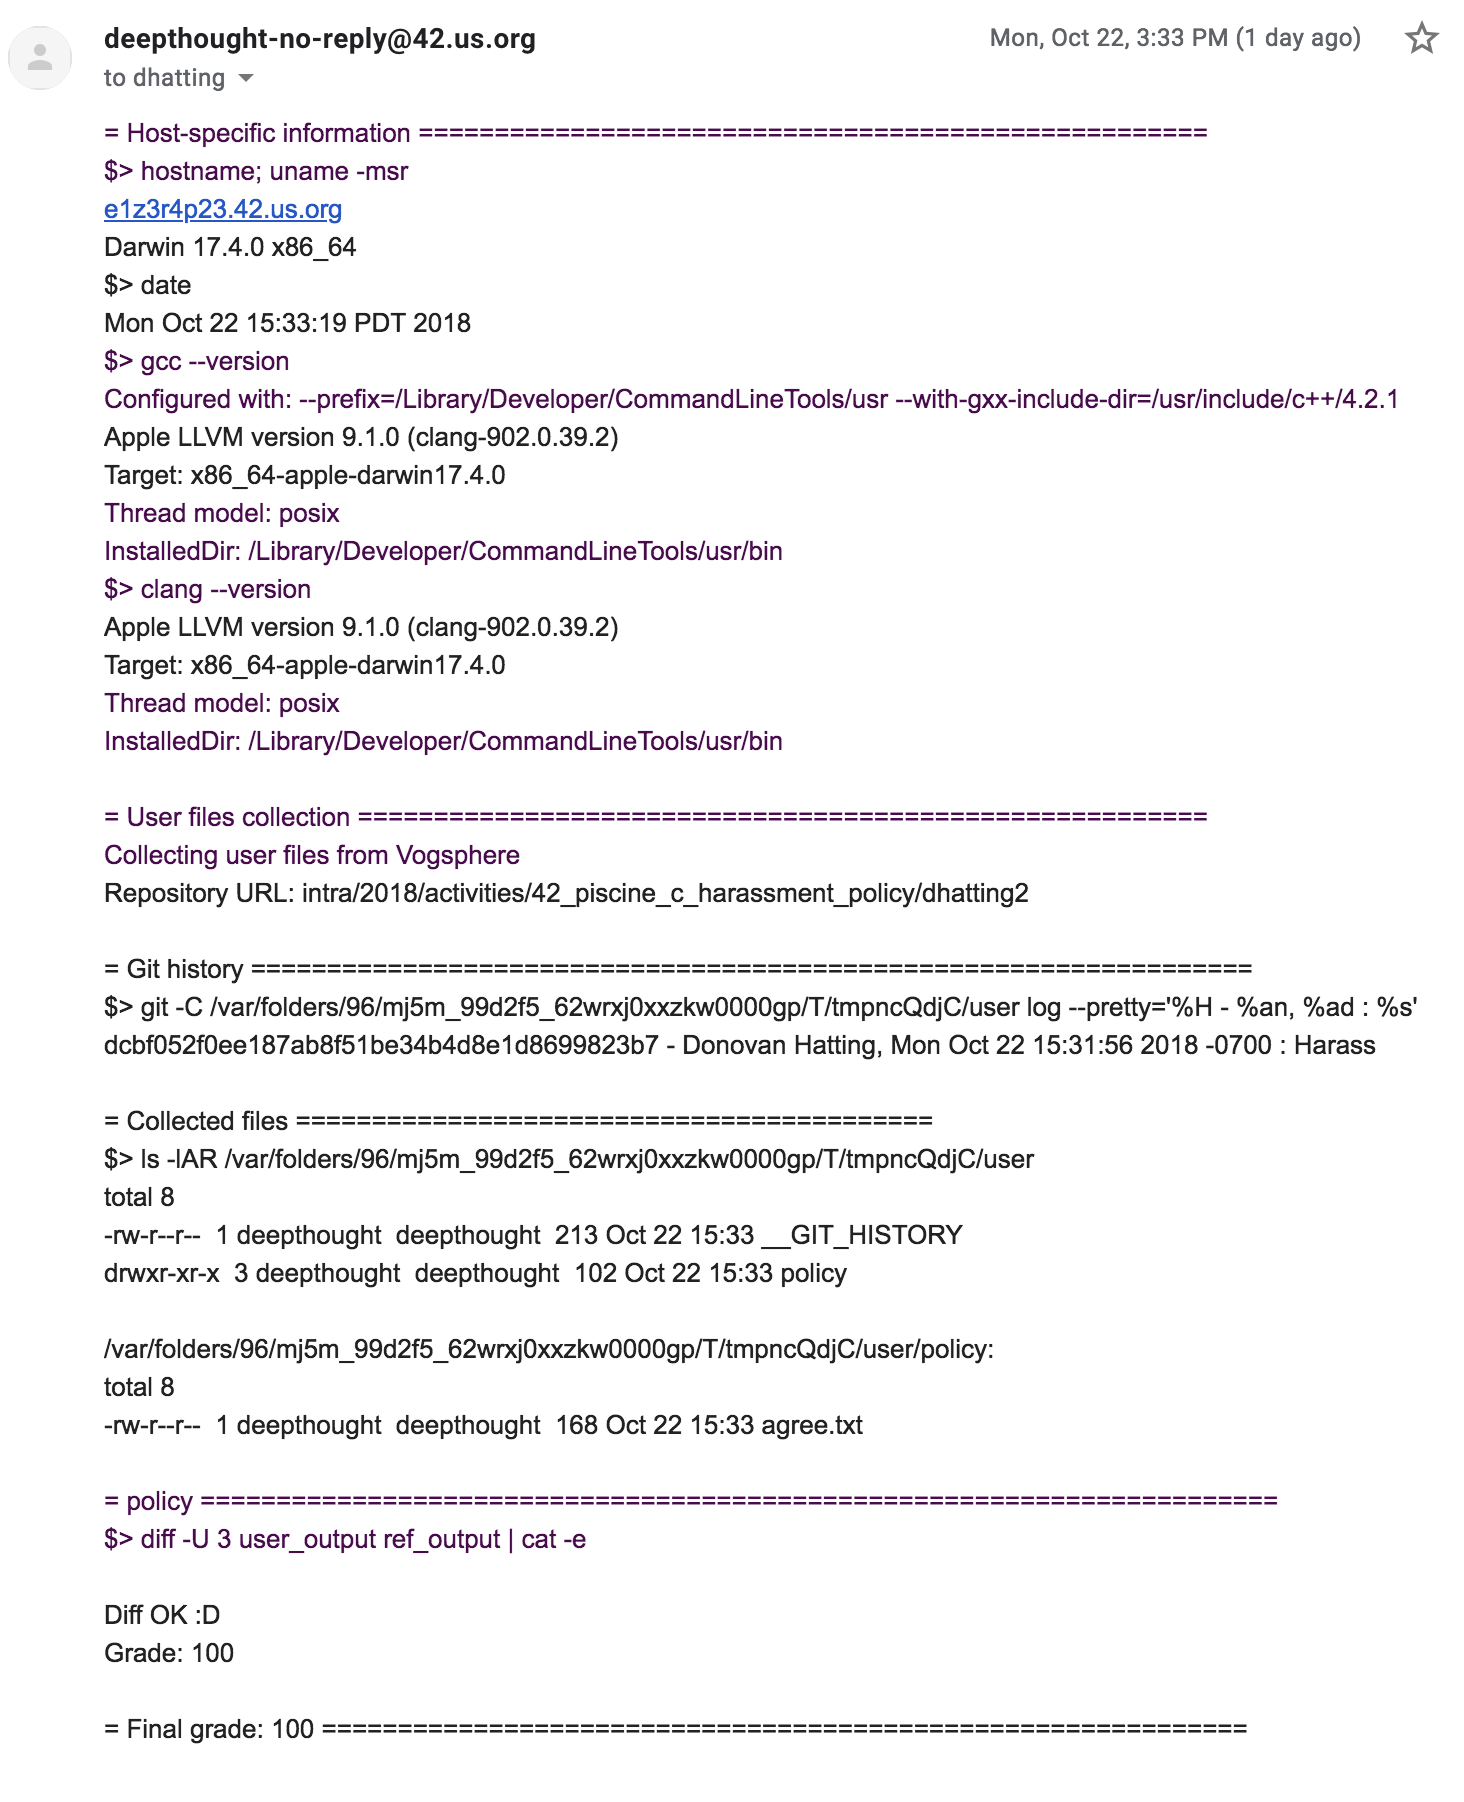 deepthought-no-reply@42.us.org
Mon, Oct 22, 3:33 PM (1 day ago)
to dhatting
= Host-specific information ====================================================
$> hostname; uname -msr
e1z3r4p23.42.us.org
Darwin 17.4.0 x86_64
$> date
Mon Oct 22 15:33:19 PDT 2018
$> gcc --version
Configured with: --prefix=/Library/Developer/CommandLineTools/usr --with-gxx-include-dir=/usr/include/c++/4.2.1
Apple LLVM version 9.1.0 (clang-902.0.39.2)
Target: x86_64-apple-darwin17.4.0
Thread model: posix
InstalledDir: /Library/Developer/CommandLineTools/usr/bin
$> clang --version
Apple LLVM version 9.1.0 (clang-902.0.39.2)
Target: x86_64-apple-darwin17.4.0
Thread model: posix
InstalledDir: /Library/Developer/CommandLineTools/usr/bin
= User files collection ========================================================
Collecting user files from Vogsphere
Repository URL: intra/2018/activities/42_piscine_c_harassment_policy/dhatting2
= Git history ==================================================================
$> git -C /var/folders/96/mj5m_99d2f5_62wrxj0xxzkw0000gp/T/tmpncQdjC/user log --pretty='%H - %an, %ad : %s'
dcbf052f0ee187ab8f51be34b4d8e1d8699823b7 - Donovan Hatting, Mon Oct 22 15:31:56 2018 -0700 : Harass
= Collected files ==========================================
$> ls -lAR /var/folders/96/mj5m_99d2f5_62wrxj0xxzkw0000gp/T/tmpncQdjC/user
total 8
-rw-r--r-- 1 deepthought deepthought 213 Oct 22 15:33 __GIT_HISTORY
drwxr-xr-x 3 deepthought deepthought 102 Oct 22 15:33 policy
/var/folders/96/mj5m_99d2f5_62wrxj0xxzkw0000gp/T/tmpncQdjC/user/policy:
total 8
-rw-r--r-- 1 deepthought deepthought 168 Oct 22 15:33 agree.txt
= policy =======================================================================
$> diff -U 3 user_output ref_output | cat -e
Diff OK :D
Grade: 100
= Final grade: 100 =============================================================